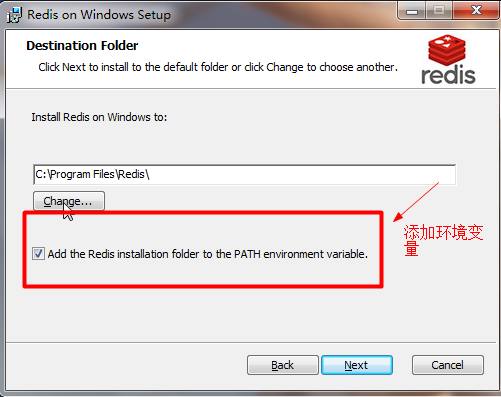 Redis on Windows Setup
Destination Folder
Click Next to install to the default folder or click Change to choose another.
redis
Install Redis on Windows to:
C:\Program Files\Redis\
Change...
添加环境变
量
Add the Redis installation folder to the PATH environment variable.
Back
Next
Cancel